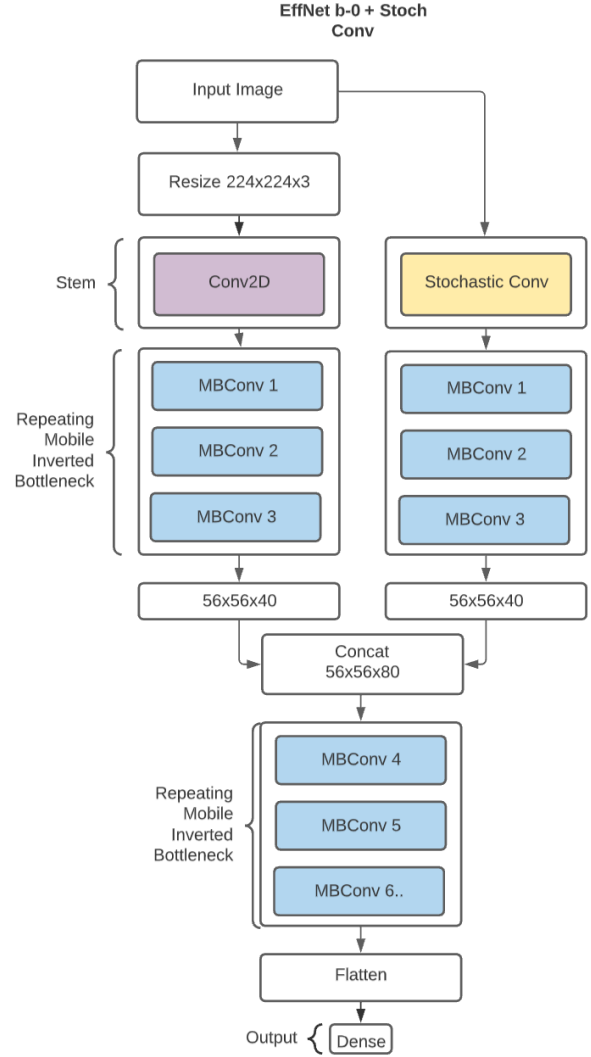 EffNet b-0 + Stoch
Conv
Input Image
Resize 224x224x3
Stem
Conv2D
Stochastic Conv
Repeating
Mobile
Inverted
Bottleneck
MBConv 1
MBConv 2
MBConv 3
MBConv 1
MBConv 2
MBConv 3
56x56x40
56x56x40
Concat
56x56x80
Repeating
Mobile
Inverted
Bottleneck
MBConv 4
MBConv 5
MBConv 6..
Flatten
Output
Dense